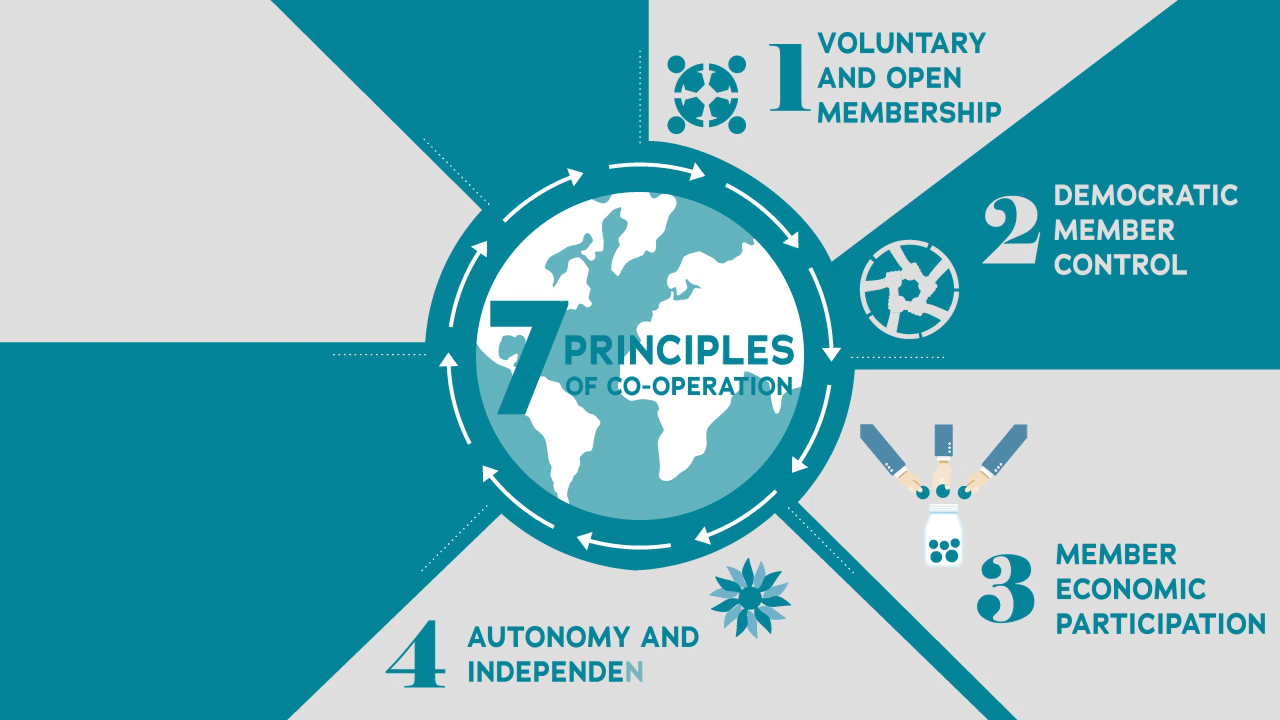 1
VOLUNTARY
AND OPEN
MEMBERSHIP
2
DEMOCRATIC
MEMBER
CONTROL
7
PRINCIPLES
OF CO-OPERATION
3
MEMBER
ECONOMIC
PARTICIPATION
4
AUTONOMY AND
INDEPENDEN